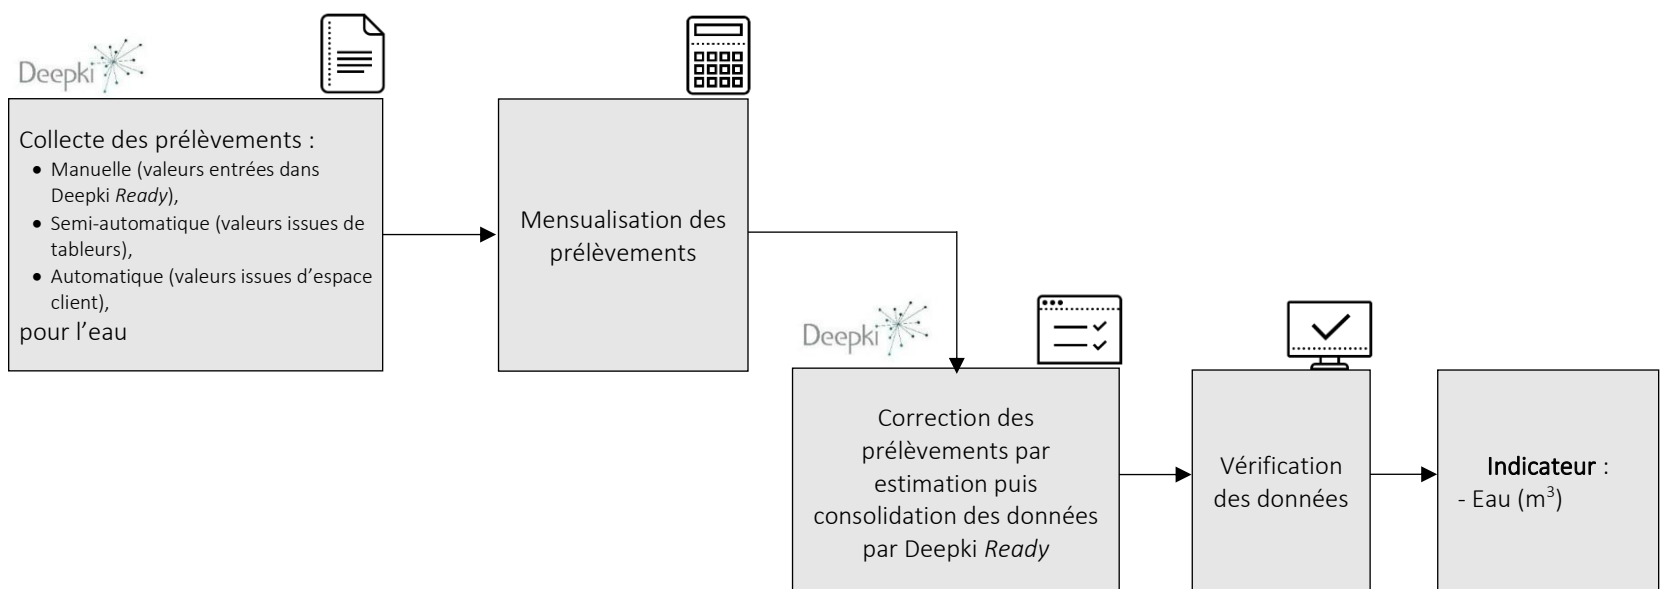 Deepki
Collecte des prélèvements :
• Manuelle (valeurs entrées dans
Deepki Ready),
• Semi-automatique (valeurs issues de
tableurs),
• Automatique (valeurs issues d’espace
client),
pour l’eau
Mensualisation des
prélèvements
Deepki
Correction des
prélèvements par
estimation puis
consolidation des données
par Deepki Ready
Vérification
des données
Indicateur :
- Eau (m³)